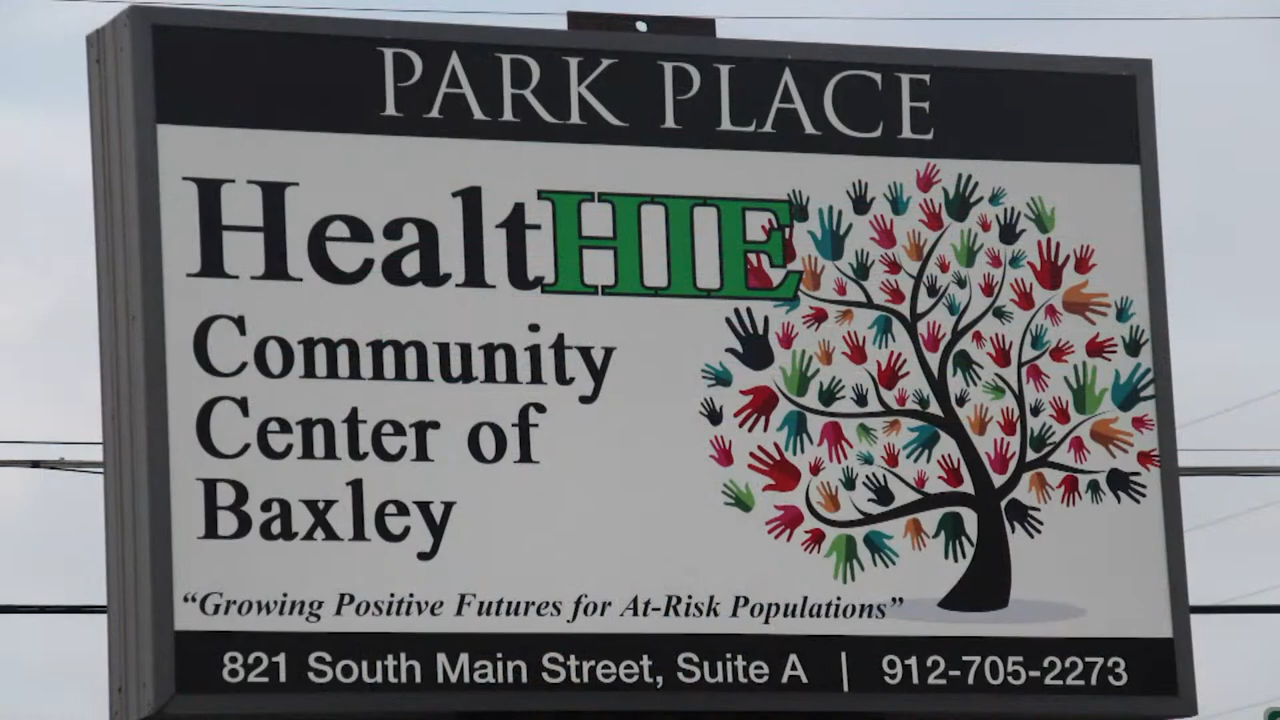 PARK PLACE
HealtHIE
Community
Center of
Baxley
“Growing Positive Futures for At-Risk Populations”
821 South Main Street, Suite A | 912-705-2273